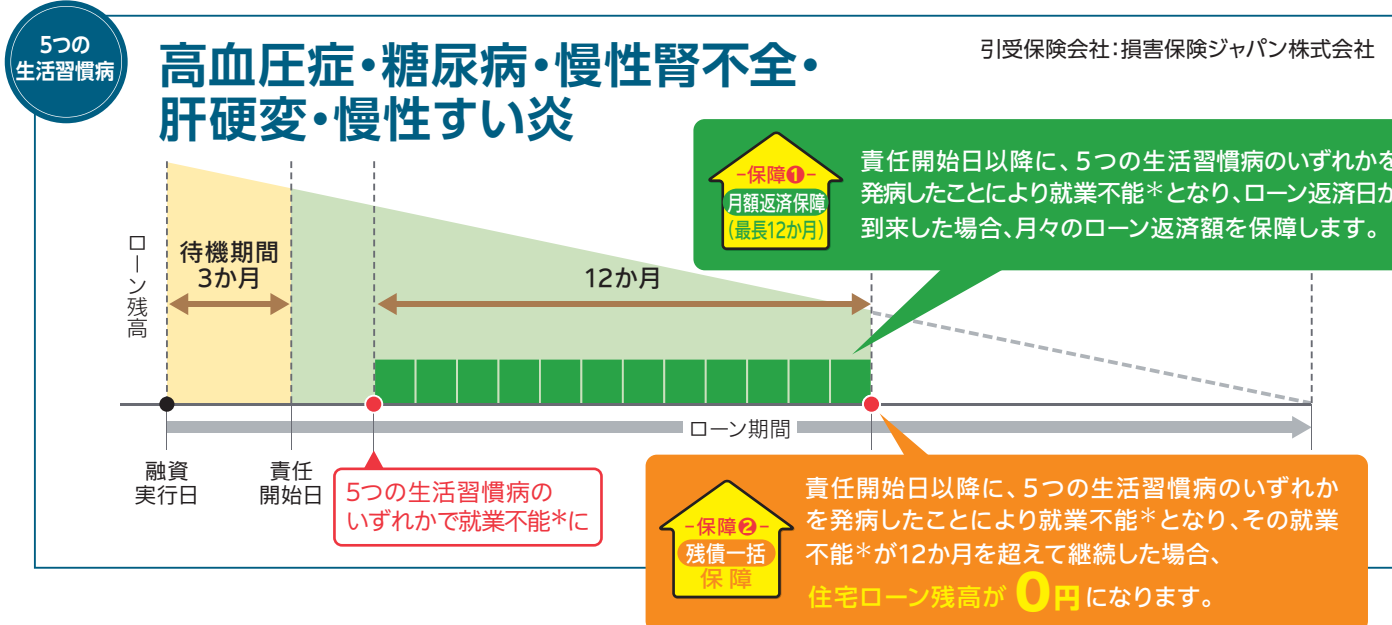 5つの
生活習慣病
高血圧症・糖尿病・慢性腎不全・
肝硬変・慢性すい炎
引受保険会社:損害保険ジャパン株式会社
-保障❶-
月額返済保障
(最長12か月)
責任開始日以降に、5つの生活習慣病のいずれかを
発病したことにより就業不能*となり、ローン返済日が
到来した場合、月々のローン返済額を保障します。
ローン残高
待機期間
3か月
12か月
ローン期間
融資
実行日
責任
開始日
5つの生活習慣病の
いずれかで就業不能*に
-保障❷-
残債一括
保障
責任開始日以降に、5つの生活習慣病のいずれか
を発病したことにより就業不能*となり、その就業
不能*が12か月を超えて継続した場合、
住宅ローン残高が0円になります。